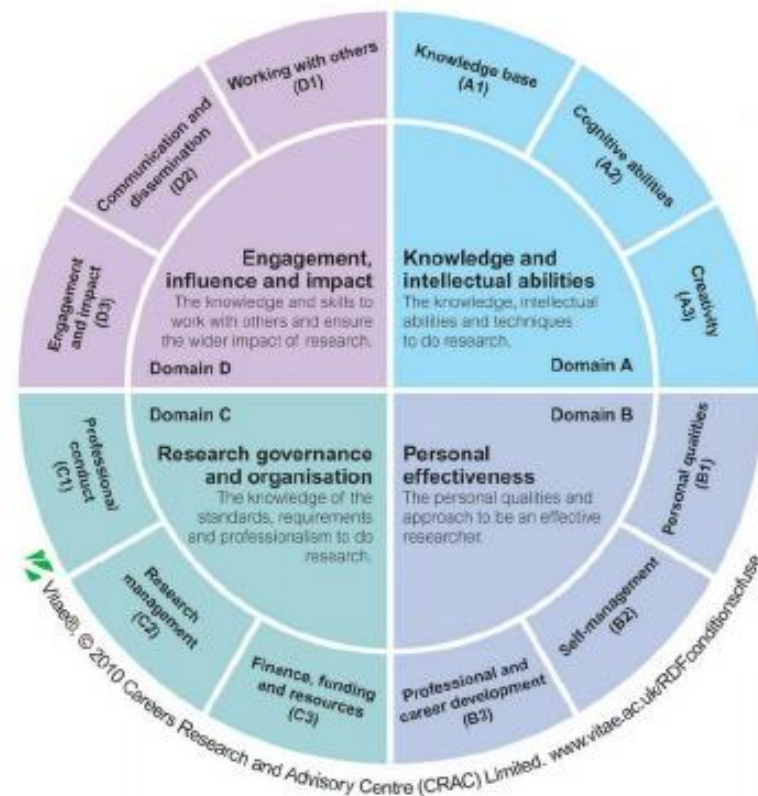 Working with others
(D1)
Knowledge base
(A1)
Communication and
dissemination
(D2)
Cognitive abilities
(A2)
Engagement
and impact
(D3)
Creativity
(A3)
Engagement,
influence and impact
The knowledge and skills to
work with others and ensure
the wider impact of research.
Domain D
Knowledge and
intellectual abilities
The knowledge, intellectual
abilities and techniques
to do research.
Domain A
Domain C
Research governance
and organisation
The knowledge of the
standards, requirements
and professionalism to do
research.
Domain B
Personal
effectiveness
The personal qualities and
approach to be an effective
researcher.
Professional
conduct
(C1)
Personal qualities
(B1)
Research
management
(C2)
Self-management
(B2)
Finance, funding
and resources
(C3)
Professional and
career development
(B3)
Vitae®, © 2010 Careers Research and Advisory Centre (CRAC) Limited. www.vitae.ac.uk/RDFconditionsofuse